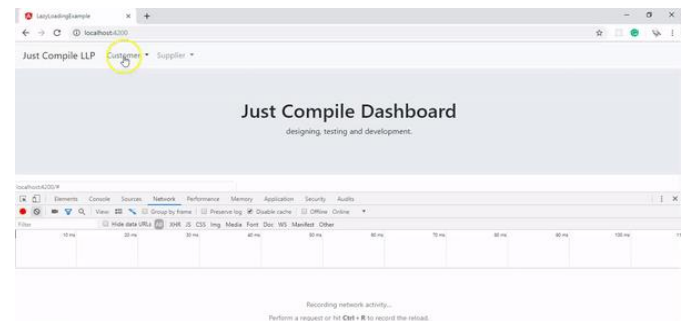 LazyLoadingExample
localhost:4200
Just Compile LLP Customer Supplier
Just Compile Dashboard
designing, testing and development.
localhost:4200/#
Elements Console Sources Network Performance Memory Application Security Audits
View: Group by frame Preserve log Disable cache Offline Online
Filter Hide data URLs All XHR JS CSS Img Media Font Doc WS Manifest Other
10 ms 20 ms 30 ms 40 ms 50 ms 60 ms 70 ms 80 ms 90 ms 100 ms
Recording network activity...
Perform a request or hit Ctrl + R to record the reload.